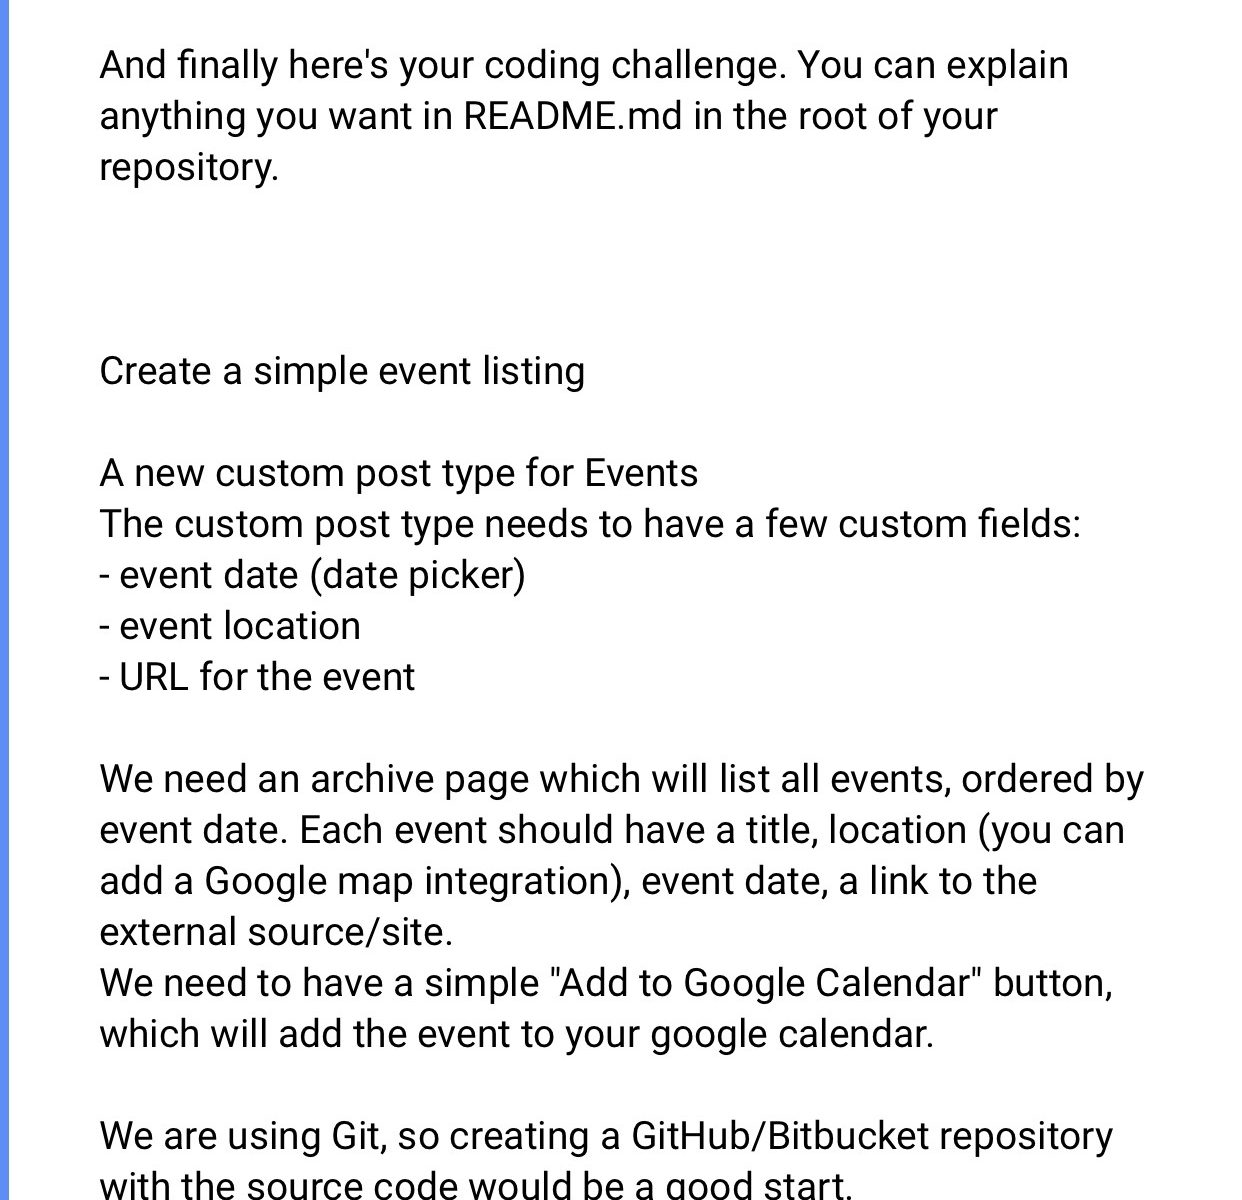 And finally here's your coding challenge. You can explain
anything you want in README.md in the root of your
repository.
Create a simple event listing
A new custom post type for Events
The custom post type needs to have a few custom fields:
- event date (date picker)
- event location
- URL for the event
We need an archive page which will list all events, ordered by
event date. Each event should have a title, location (you can
add a Google map integration), event date, a link to the
external source/site.
We need to have a simple "Add to Google Calendar" button,
which will add the event to your google calendar.
We are using Git, so creating a GitHub/Bitbucket repository
with the source code would be a good start.